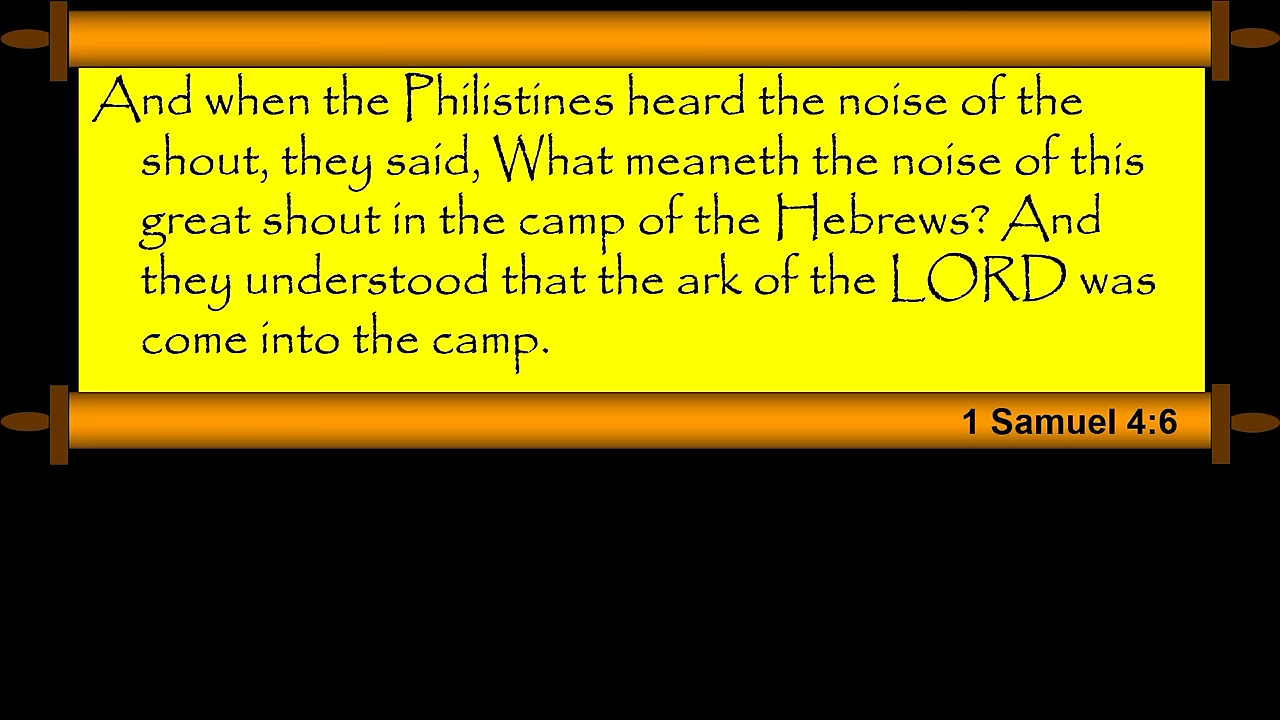 And when the Philistines heard the noise of the
shout, they said, What meaneth the noise of this
great shout in the camp of the Hebrews? And
they understood that the ark of the LORD was
come into the camp.
1 Samuel 4:6